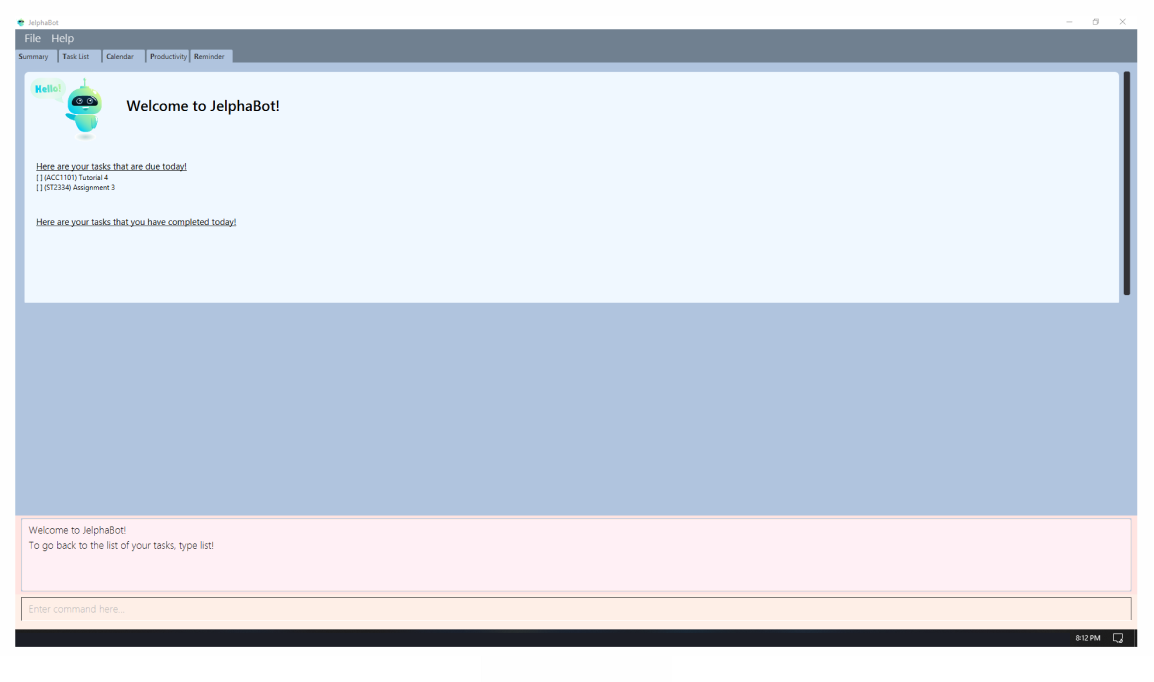 JelphaBot
File Help
Summary Task List Calendar Productivity Reminder
Hello!
Welcome to JelphaBot!
Here are your tasks that are due today!
[ ] (ACC1101) Tutorial 4
[ ] (ST2334) Assignment 3
Here are your tasks that you have completed today!
Welcome to JelphaBot!
To go back to the list of your tasks, type list!
Enter command here...
8:12 PM